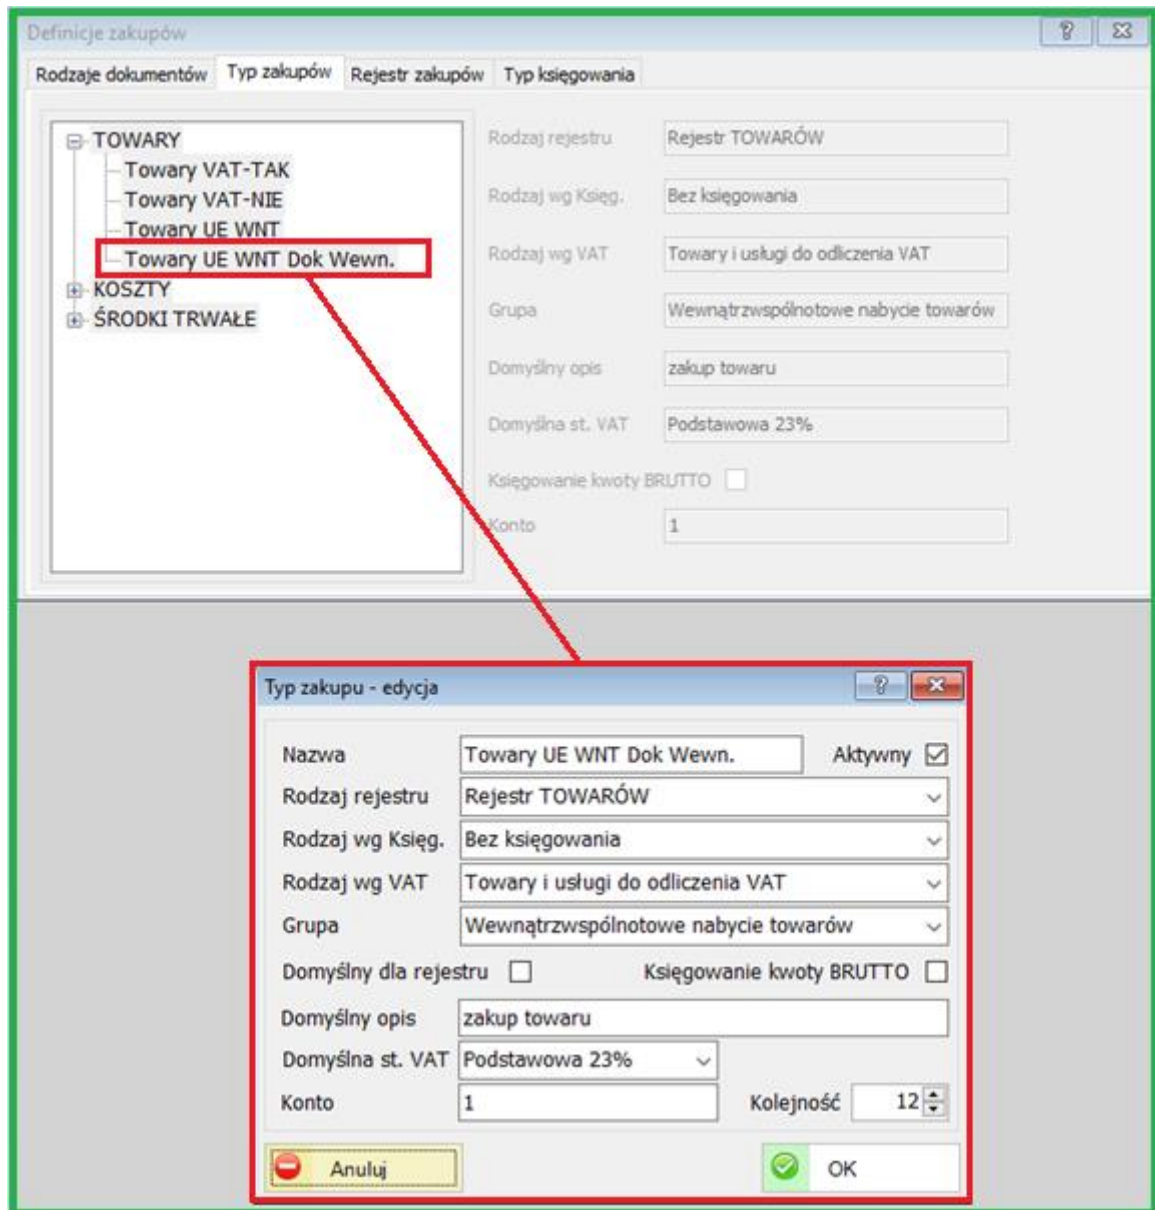 Definicje zakupów
Rodzaje dokumentów Typ zakupów Rejestr zakupów Typ księgowania
TOWARY
Towary VAT-TAK
Towary VAT-NIE
Towary UE WNT
Towary UE WNT Dok Wewn.
KOSZTY
ŚRODKI TRWAŁE
Rodzaj rejestru Rejestr TOWARÓW
Rodzaj wg Księg. Bez księgowania
Rodzaj wg VAT Towary i usługi do odliczenia VAT
Grupa Wewnątrzwspólnotowe nabycie towarów
Domyślny opis zakup towaru
Domyślna st. VAT Podstawowa 23%
Księgowanie kwoty BRUTTO
Konto 1
Typ zakupu - edycja
Nazwa Towary UE WNT Dok Wewn. Aktywny
Rodzaj rejestru Rejestr TOWARÓW
Rodzaj wg Księg. Bez księgowania
Rodzaj wg VAT Towary i usługi do odliczenia VAT
Grupa Wewnątrzwspólnotowe nabycie towarów
Domyślny dla rejestru Księgowanie kwoty BRUTTO
Domyślny opis zakup towaru
Domyślna st. VAT Podstawowa 23%
Konto 1 Kolejność 12
Anuluj OK